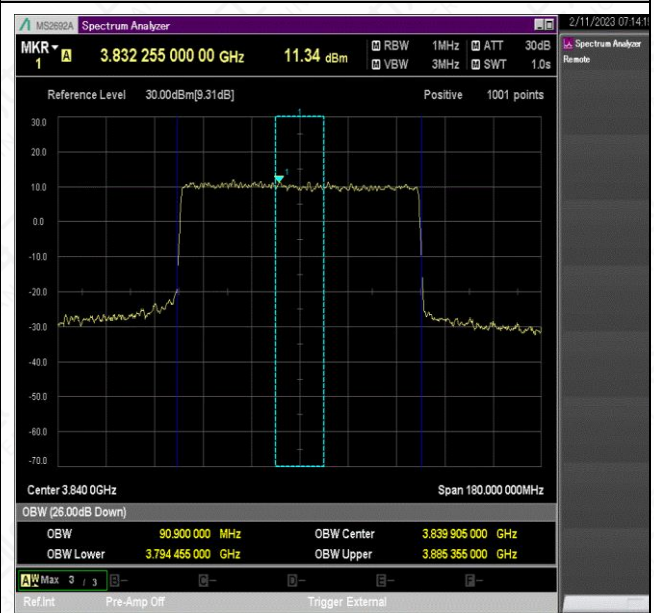 MS2692A Spectrum Analyzer
2/11/2023 07:14:1
MKR A 3.832 255 000 00 GHz 11.34 dBm M RBW 1MHz M ATT 30dB
1 M VBW 3MHz M SWT 1.0s
Spectrum Analyzer
Remote
Reference Level 30.00dBm[9.31dB] Positive 1001 points
1
30.0
20.0
1
10.0
0.0
-10.0
-20.0
-30.0
-40.0
-50.0
-60.0
-70.0
Center 3.840 0GHz Span 180.000 000MHz
OBW (26.00dB Down)
OBW 90.900 000 MHz OBW Center 3.839 905 000 GHz
OBW Lower 3.794 455 000 GHz OBW Upper 3.885 355 000 GHz
A W Max 3 / 3 B- C- D- E- F-
Ref.Int Pre-Amp Off Trigger External